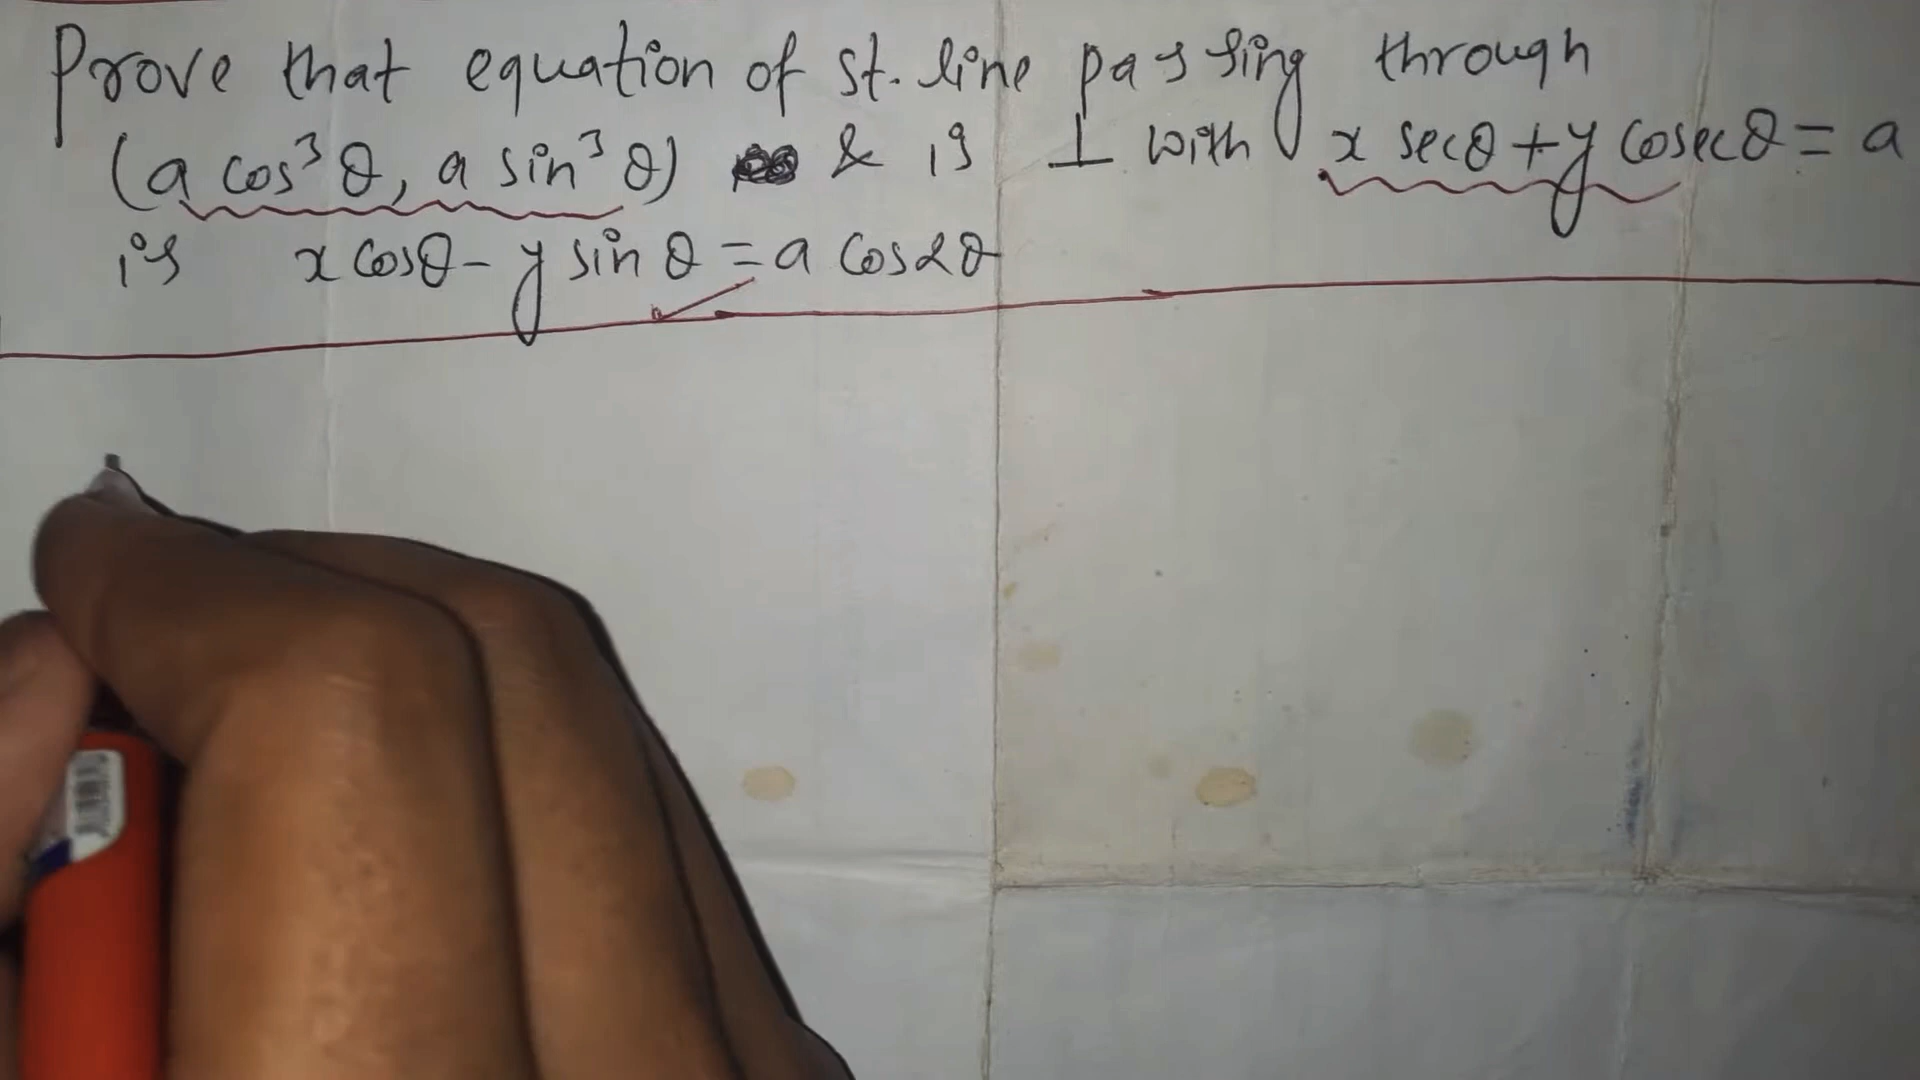 Prove that equation of st. line passing through
(a cos³ θ, a sin³ θ) & is ⊥ with x secθ + y cosecθ = a
is x cosθ - y sin θ = a cos2θ